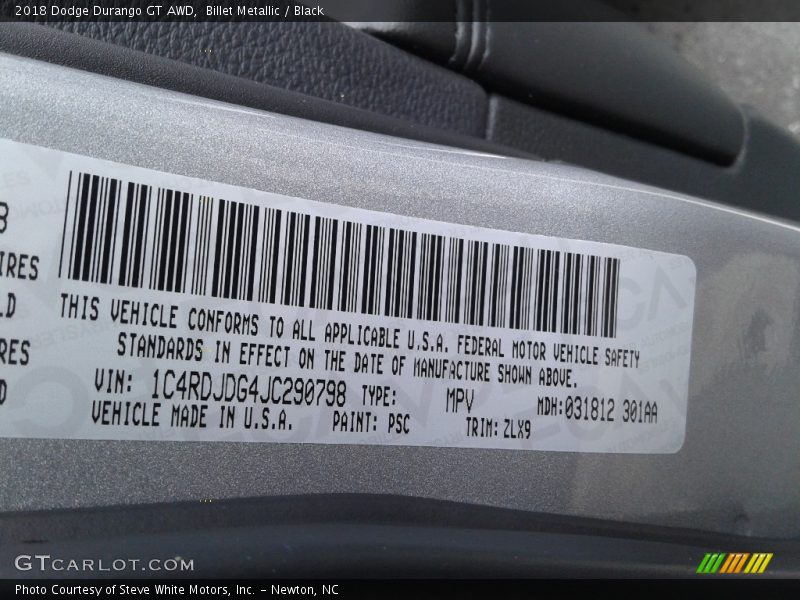 2018 Dodge Durango GT AWD,  Billet Metallic / Black
IRES
THIS VEHICLE CONFORMS TO ALL APPLICABLE U.S.A. FEDERAL MOTOR VEHICLE SAFETY
STANDARDS IN EFFECT ON THE DATE OF MANUFACTURE SHOWN ABOVE.
VIN: 1C4RDJDG4JC290798 TYPE: MPV MDH:031812 301AA
VEHICLE MADE IN U.S.A. PAINT: PSC TRIM: ZLX9
GTCARLOT.COM
Photo Courtesy of Steve White Motors, Inc. – Newton, NC